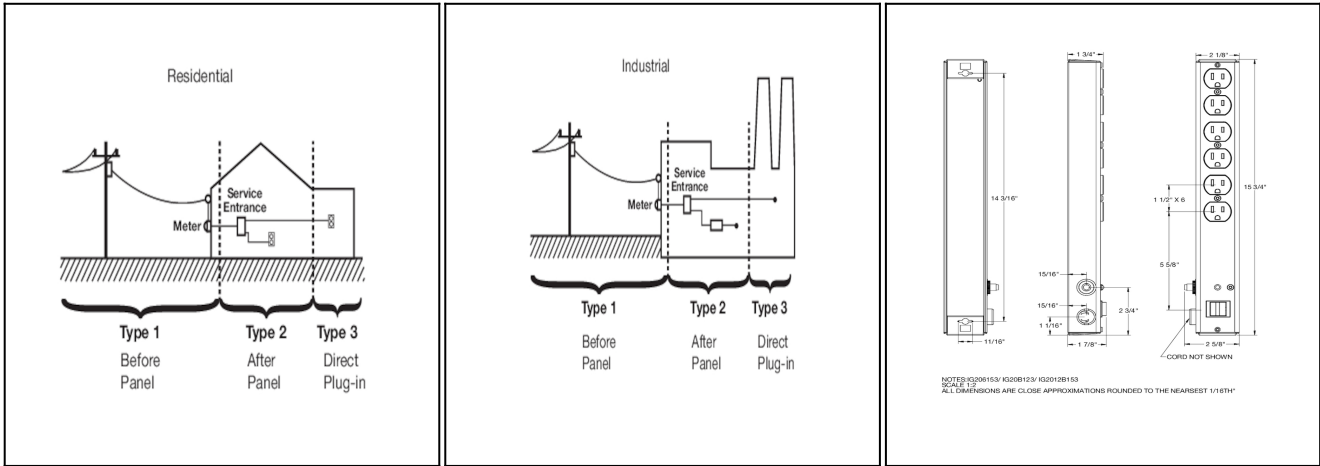 Residential
Service
Entrance
Meter
Type 1
Type 2
Type 3
Before
Panel
After
Panel
Direct
Plug-in
Industrial
Service
Entrance
Meter
Type 1
Type 2
Type 3
Before
Panel
After
Panel
Direct
Plug-in
1 3/4"
2 1/8"
14 3/16"
15 3/4"
1 1/2" X 6
5 5/8"
15/16"
15/16"
2 3/4"
1 1/16"
11/16"
1 7/8"
2 5/8"
CORD NOT SHOWN
NOTES:IG206153/ IG20B123/ IG2012B153
SCALE 1:2
ALL DIMENSIONS ARE CLOSE APPROXIMATIONS ROUNDED TO THE NEARSEST 1/16TH"